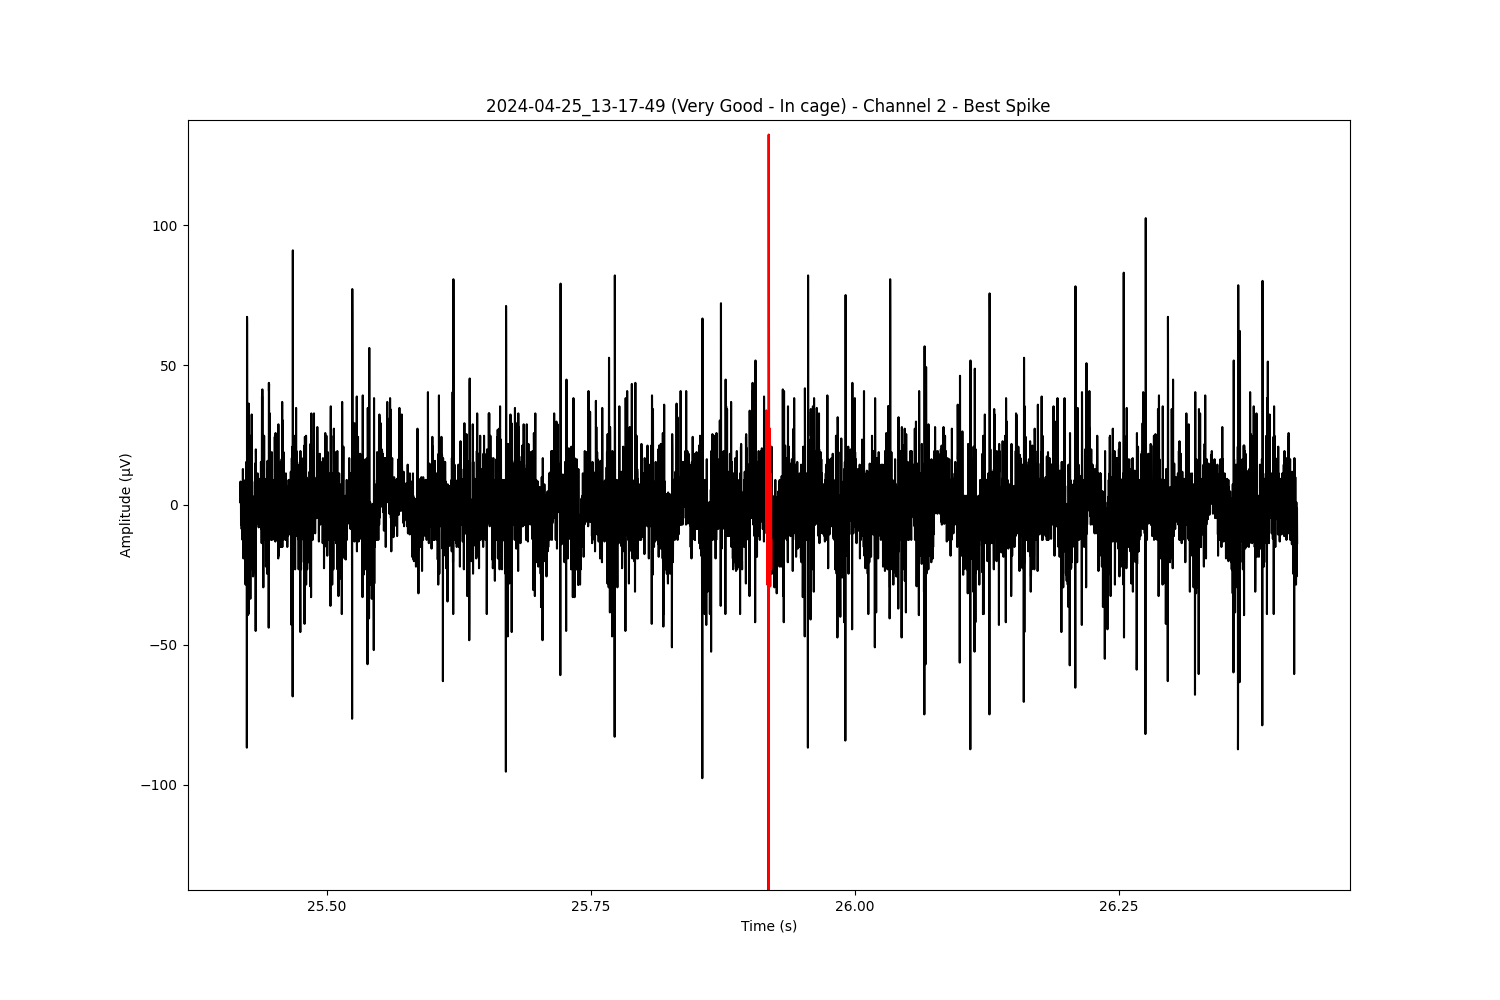 2024-04-25_13-17-49 (Very Good - In cage) - Channel 2 - Best Spike
100
50
0
−50
−100
Amplitude (μV)
25.50 25.75 26.00 26.25
Time (s)